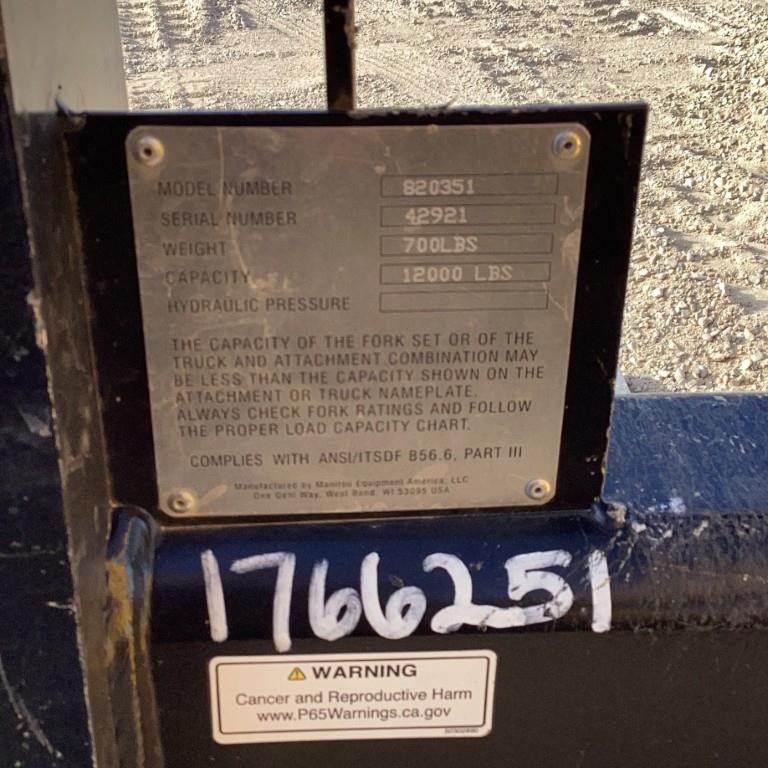 MODEL NUMBER 820351
SERIAL NUMBER 42921
WEIGHT 700LBS
CAPACITY 12000 LBS
HYDRAULIC PRESSURE
THE CAPACITY OF THE FORK SET OR OF THE
TRUCK AND ATTACHMENT COMBINATION MAY
BE LESS THAN THE CAPACITY SHOWN ON THE
ATTACHMENT OR TRUCK NAMEPLATE.
ALWAYS CHECK FORK RATINGS AND FOLLOW
THE PROPER LOAD CAPACITY CHART.
COMPLIES WITH ANSI/ITSDF B56.6, PART III
Manufactured by Manitou Equipment America, LLC
One Gehl Way, West Bend, WI 53095 USA
1766251
WARNING
Cancer and Reproductive Harm
www.P65Warnings.ca.gov